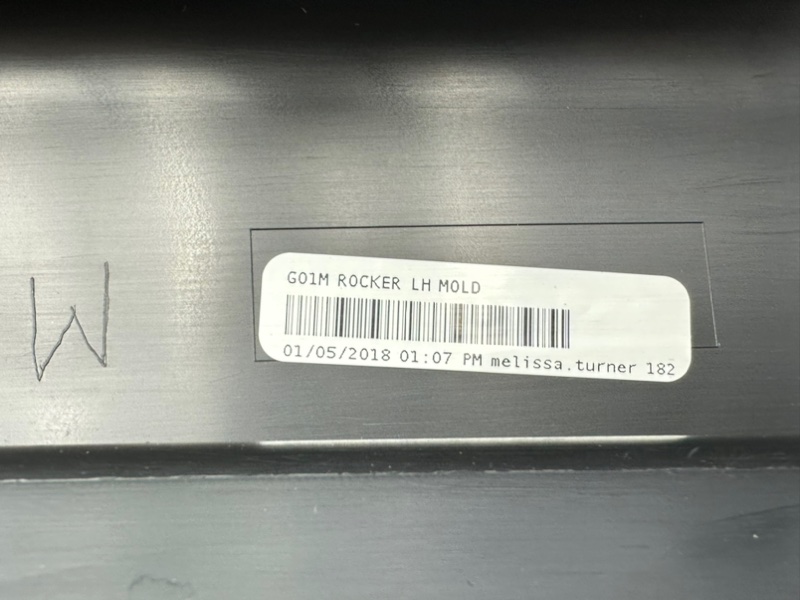 W
G01M ROCKER LH MOLD
01/05/2018 01:07 PM melissa.turner 182